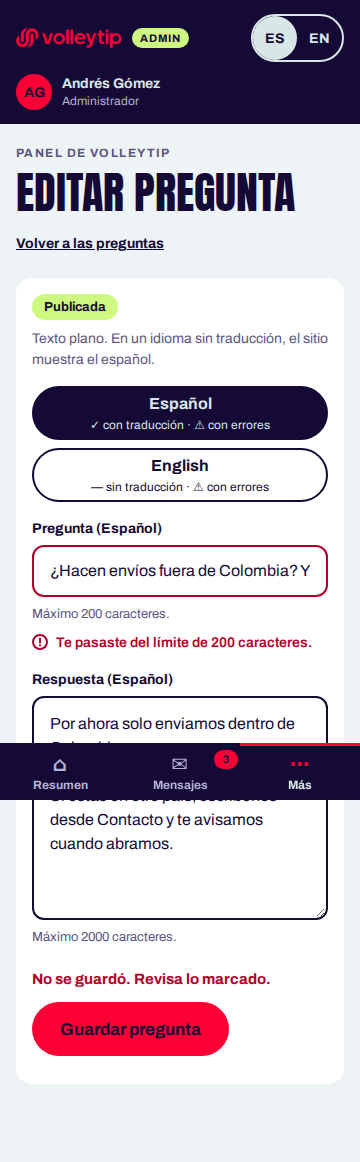 volleytip ADMIN ES EN
AG Andrés Gómez
Administrador
PANEL DE VOLLEYTIP
EDITAR PREGUNTA
Volver a las preguntas
Publicada
Texto plano. En un idioma sin traducción, el sitio
muestra el español.
Español
✓ con traducción · ⚠ con errores
English
— sin traducción · ⚠ con errores
Pregunta (Español)
¿Hacen envíos fuera de Colombia? Y
Máximo 200 caracteres.
Te pasaste del límite de 200 caracteres.
Respuesta (Español)
Por ahora solo enviamos dentro de
3
Resumen Mensajes Más
desde Contacto y te avisamos
cuando abramos.
Máximo 2000 caracteres.
No se guardó. Revisa lo marcado.
Guardar pregunta